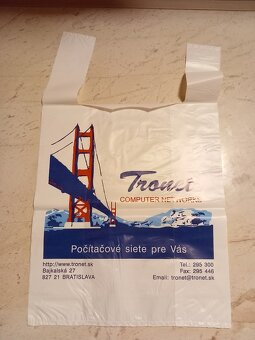 Tronet
COMPUTER NETWORKS
Počítačové siete pre Vás
http://www.tronet.sk
Bajkalská 27
827 21 BRATISLAVA
Tel.: 295 300
Fax: 295 446
Email: tronet@tronet.sk